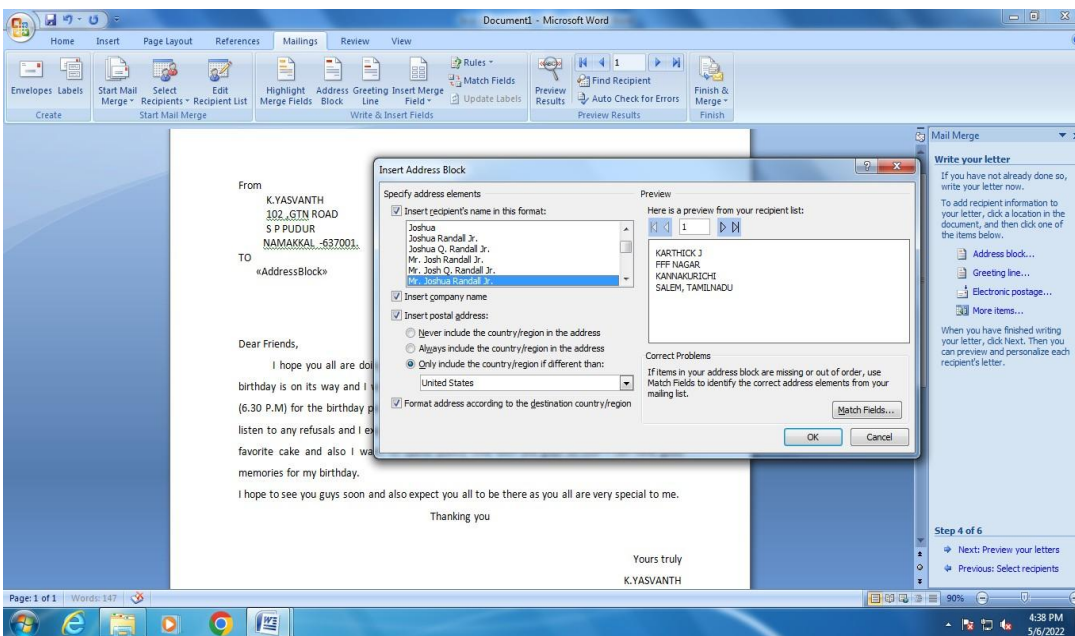 Document1 - Microsoft Word
Home Insert Page Layout References Mailings Review View
Envelopes Labels
Create
Start Mail Merge
Select Recipients
Edit Recipient List
Start Mail Merge
Highlight Merge Fields
Address Block
Greeting Line
Insert Merge Field
Rules
Match Fields
Update Labels
Write & Insert Fields
Preview Results
1
Find Recipient
Auto Check for Errors
Preview Results
Finish & Merge
Finish
From
K.YASVANTH
102 ,GTN ROAD
S P PUDUR
NAMAKKAL -637001.
TO
«AddressBlock»
Dear Friends,
I hope you all are doi
birthday is on its way and I
(6.30 P.M) for the birthday p
listen to any refusals and I ex
favorite cake and also I wa
memories for my birthday.
I hope to see you guys soon and also expect you all to be there as you all are very special to me.
Thanking you
Yours truly
K.YASVANTH
Insert Address Block
Specify address elements
Insert recipient's name in this format:
Joshua
Joshua Randall Jr.
Joshua Q. Randall Jr.
Mr. Josh Randall Jr.
Mr. Josh Q. Randall Jr.
Mr. Joshua Randall Jr.
Insert company name
Insert postal address:
Never include the country/region in the address
Always include the country/region in the address
Only include the country/region if different than:
United States
Format address according to the destination country/region
Preview
Here is a preview from your recipient list:
1
KARTHICK J
FFF NAGAR
KANNAKURICHI
SALEM, TAMILNADU
Correct Problems
If items in your address block are missing or out of order, use
Match Fields to identify the correct address elements from your
mailing list.
Match Fields...
OK Cancel
Mail Merge
Write your letter
If you have not already done so,
write your letter now.
To add recipient information to
your letter, click a location in the
document, and then click one of
the items below.
Address block...
Greeting line...
Electronic postage...
More items...
When you have finished writing
your letter, click Next. Then you
can preview and personalize each
recipient's letter.
Step 4 of 6
Next: Preview your letters
Previous: Select recipients
Page: 1 of 1 Words: 147
90%
4:38 PM
5/6/2022